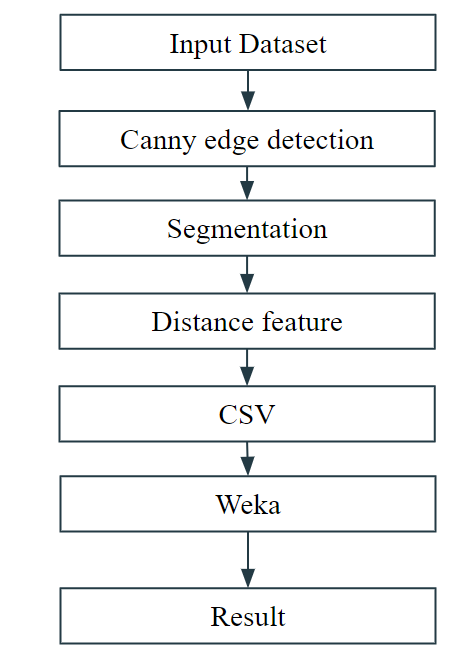 Input Dataset
Canny edge detection
Segmentation
Distance feature
CSV
Weka
Result